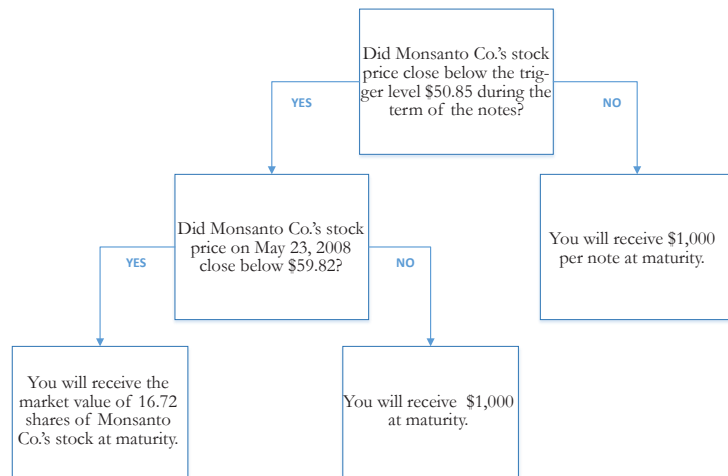 Did Monsanto Co.'s stock
price close below the trig-
ger level $50.85 during the
term of the notes?
YES
NO
Did Monsanto Co.'s stock
price on May 23, 2008
close below $59.82?
You will receive $1,000
per note at maturity.
YES
NO
You will receive the
market value of 16.72
shares of Monsanto
Co.'s stock at maturity.
You will receive $1,000
at maturity.